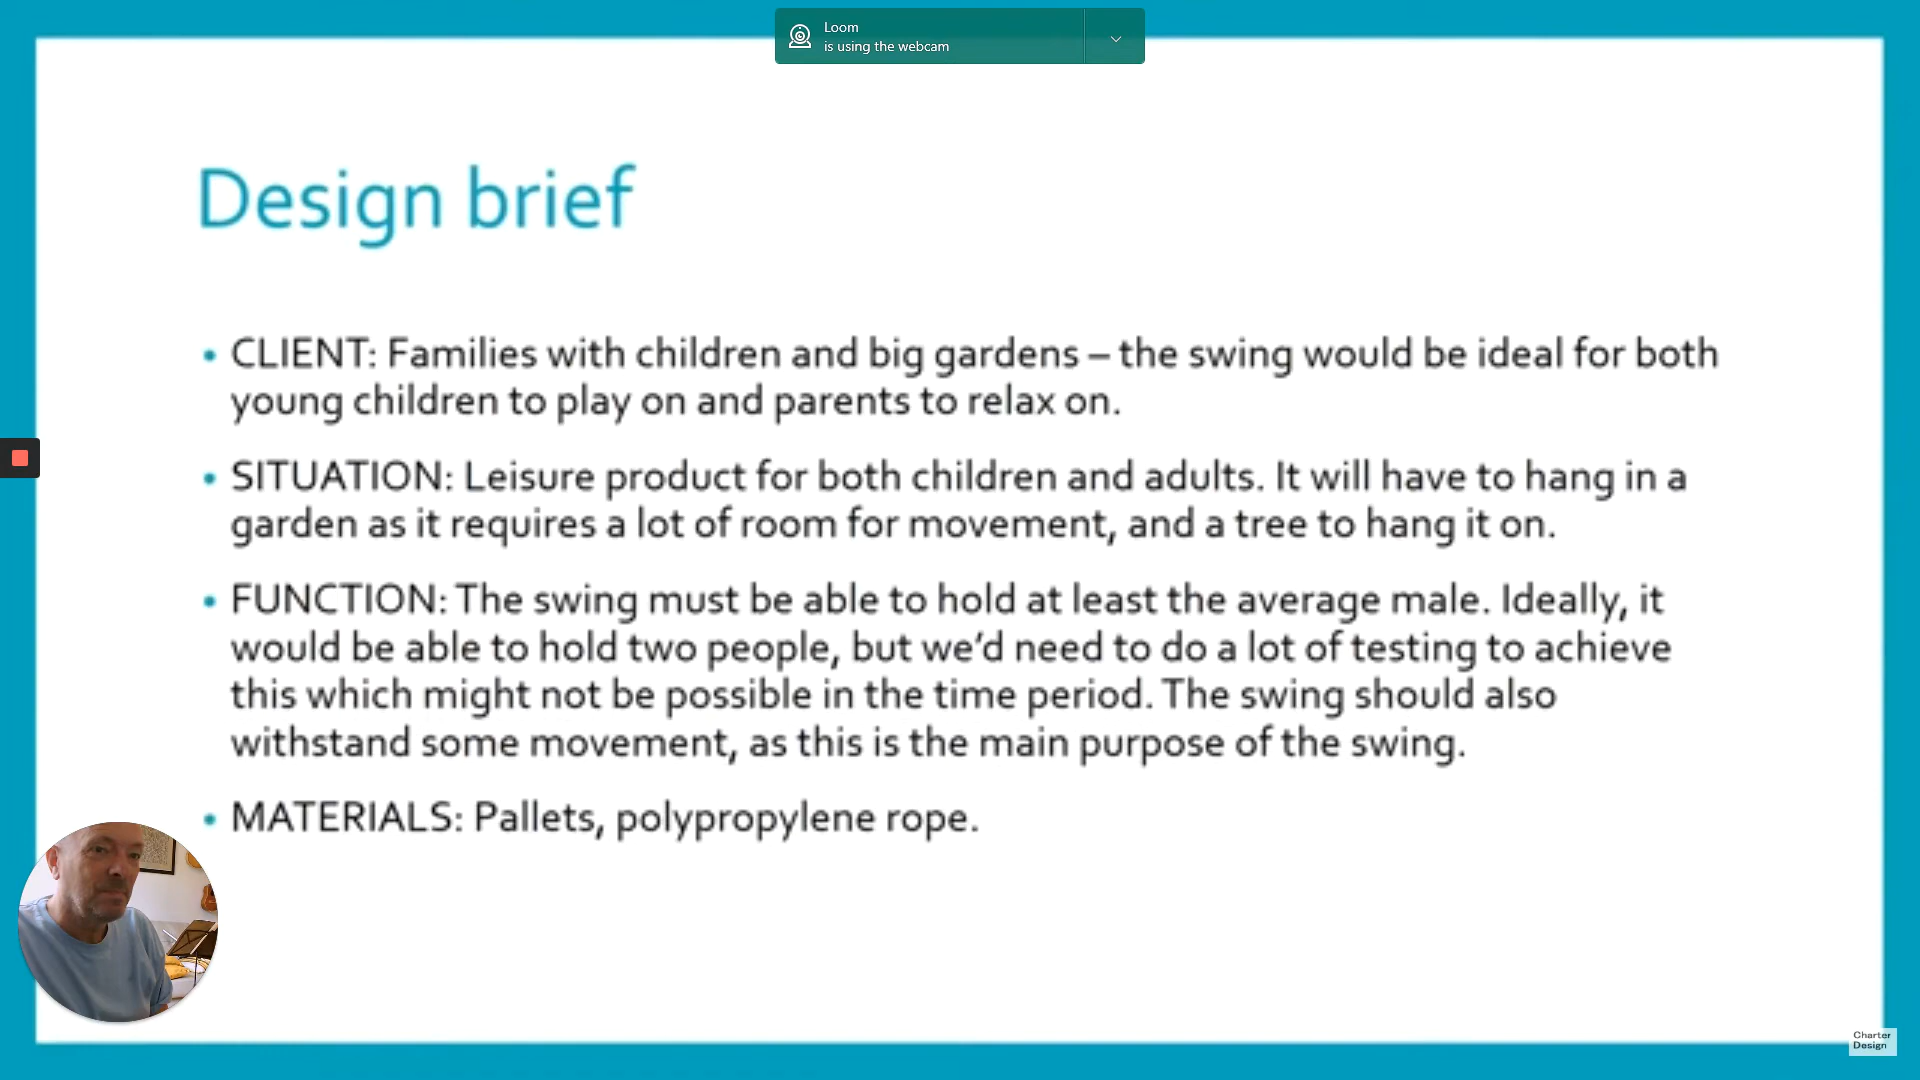 Loom
is using the webcam
Design brief
• CLIENT: Families with children and big gardens – the swing would be ideal for both
young children to play on and parents to relax on.
• SITUATION: Leisure product for both children and adults. It will have to hang in a
garden as it requires a lot of room for movement, and a tree to hang it on.
• FUNCTION: The swing must be able to hold at least the average male. Ideally, it
would be able to hold two people, but we’d need to do a lot of testing to achieve
this which might not be possible in the time period. The swing should also
withstand some movement, as this is the main purpose of the swing.
• MATERIALS: Pallets, polypropylene rope.
Charter
Design